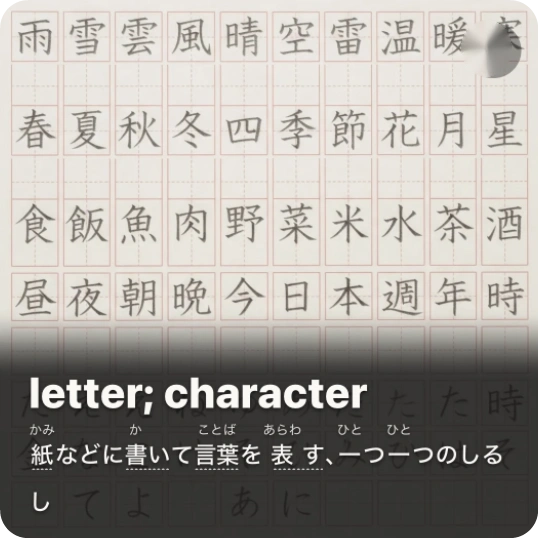 雨雪雲風晴空雷温暖
春夏秋冬四季節花月星
食飯魚肉野菜米水茶酒
昼夜朝晩今日本週年時
letter; character
かみ か ことば あらわ ひと ひと
紙などに書いて言葉を 表 す、一つ一つのしる
し